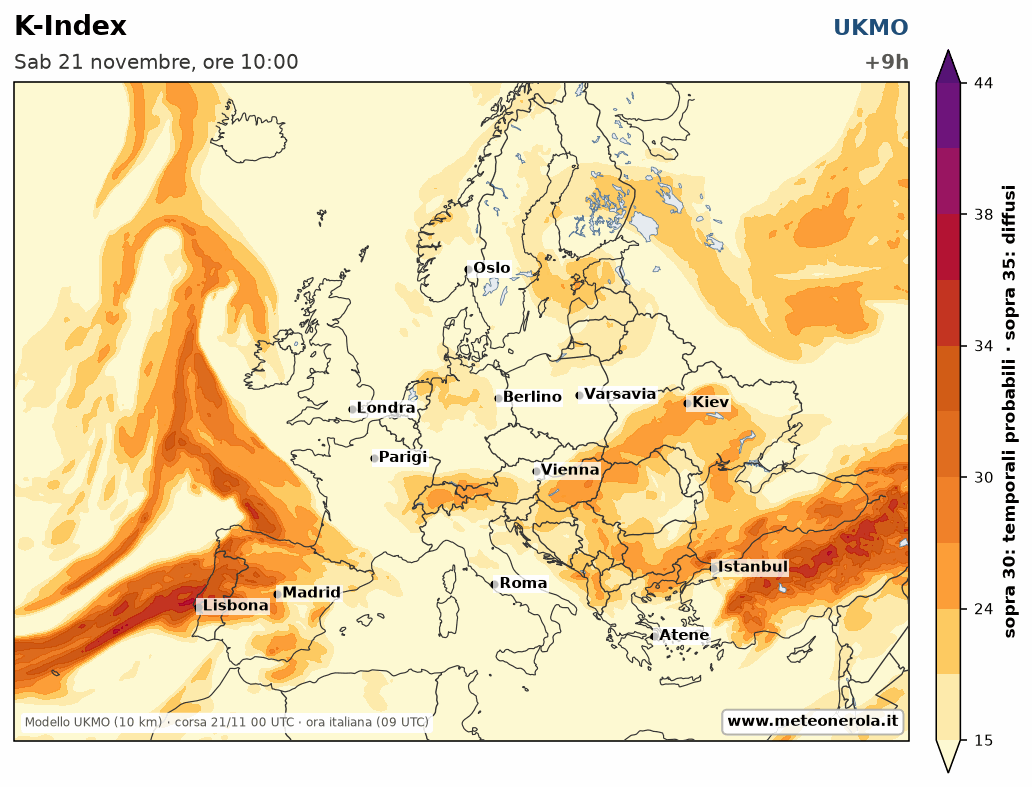 K-Index
UKMO
Sab 21 novembre, ore 10:00
+9h
44
38
34
30
24
15
sopra 30: temporali probabili · sopra 35: diffusi
Oslo
Berlino
Varsavia
Kiev
Londra
Parigi
Vienna
Istanbul
Roma
Madrid
Lisbona
Atene
Modello UKMO (10 km) · corsa 21/11 00 UTC · ora italiana (09 UTC)
www.meteonerola.it